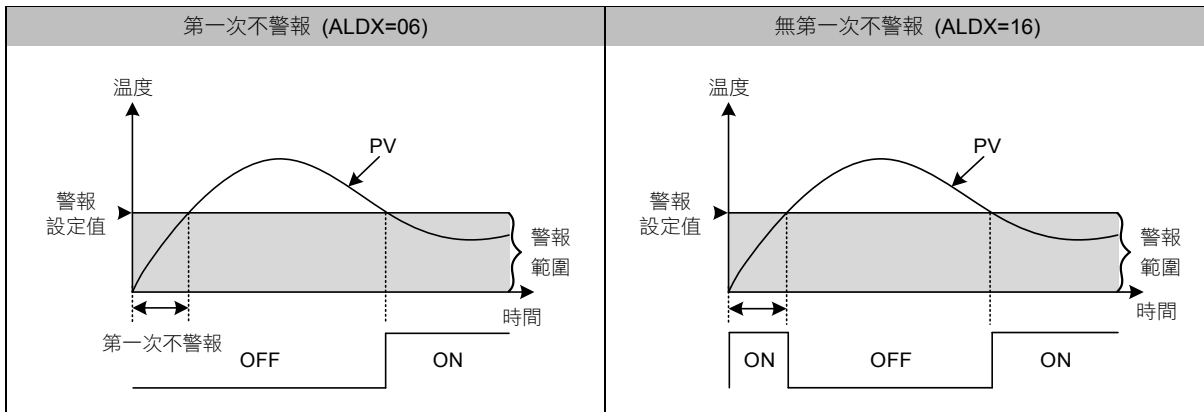 第一次不警報 (ALDX=06)
温度
PV
警報
設定值
警報
範圍
時間
第一次不警報
OFF
ON
無第一次不警報 (ALDX=16)
温度
PV
警報
設定值
警報
範圍
時間
ON
OFF
ON